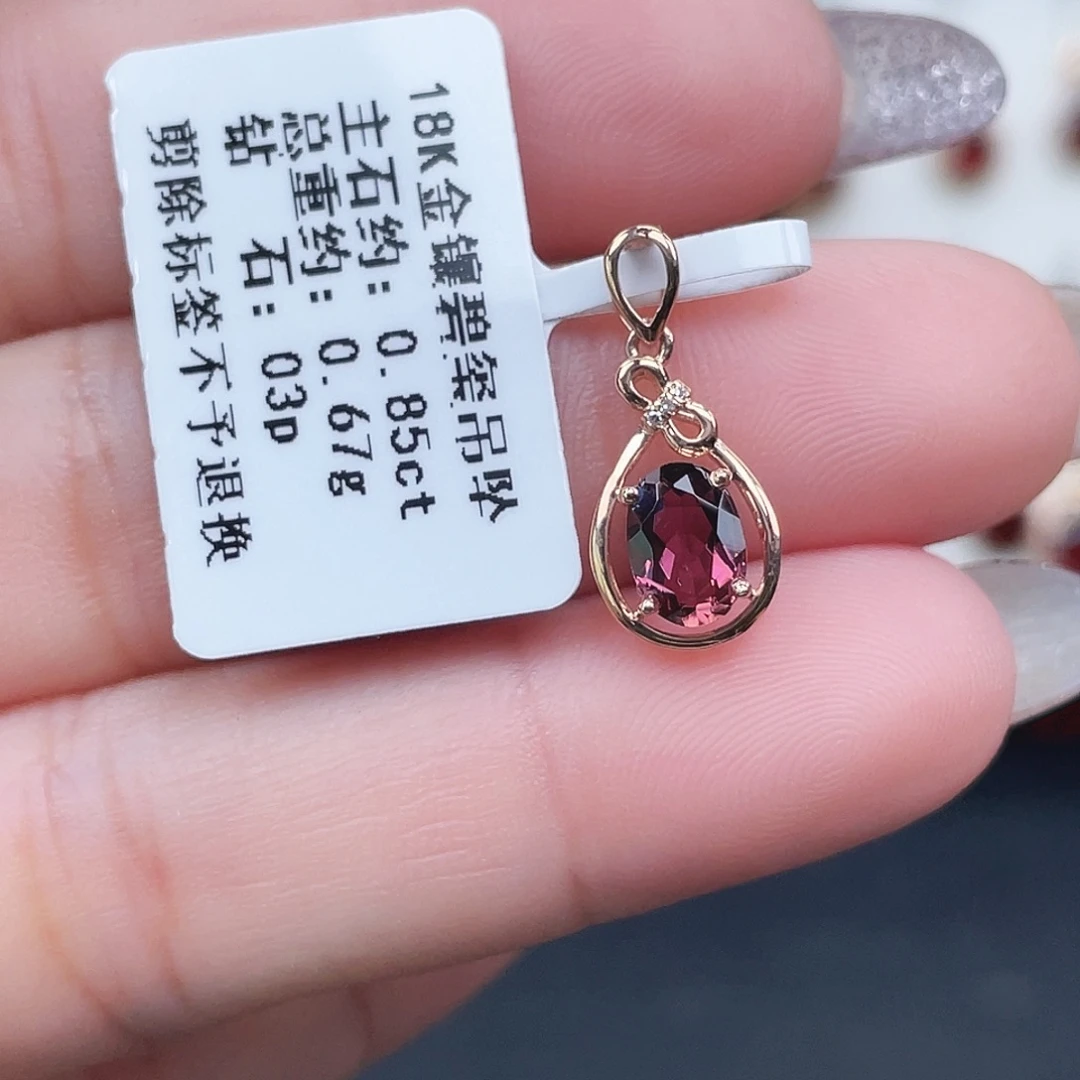 18K金镶碧玺吊坠
主石约: 0.85ct
总重约: 0.67g
钻 石: 03p
剪除标签不予退换